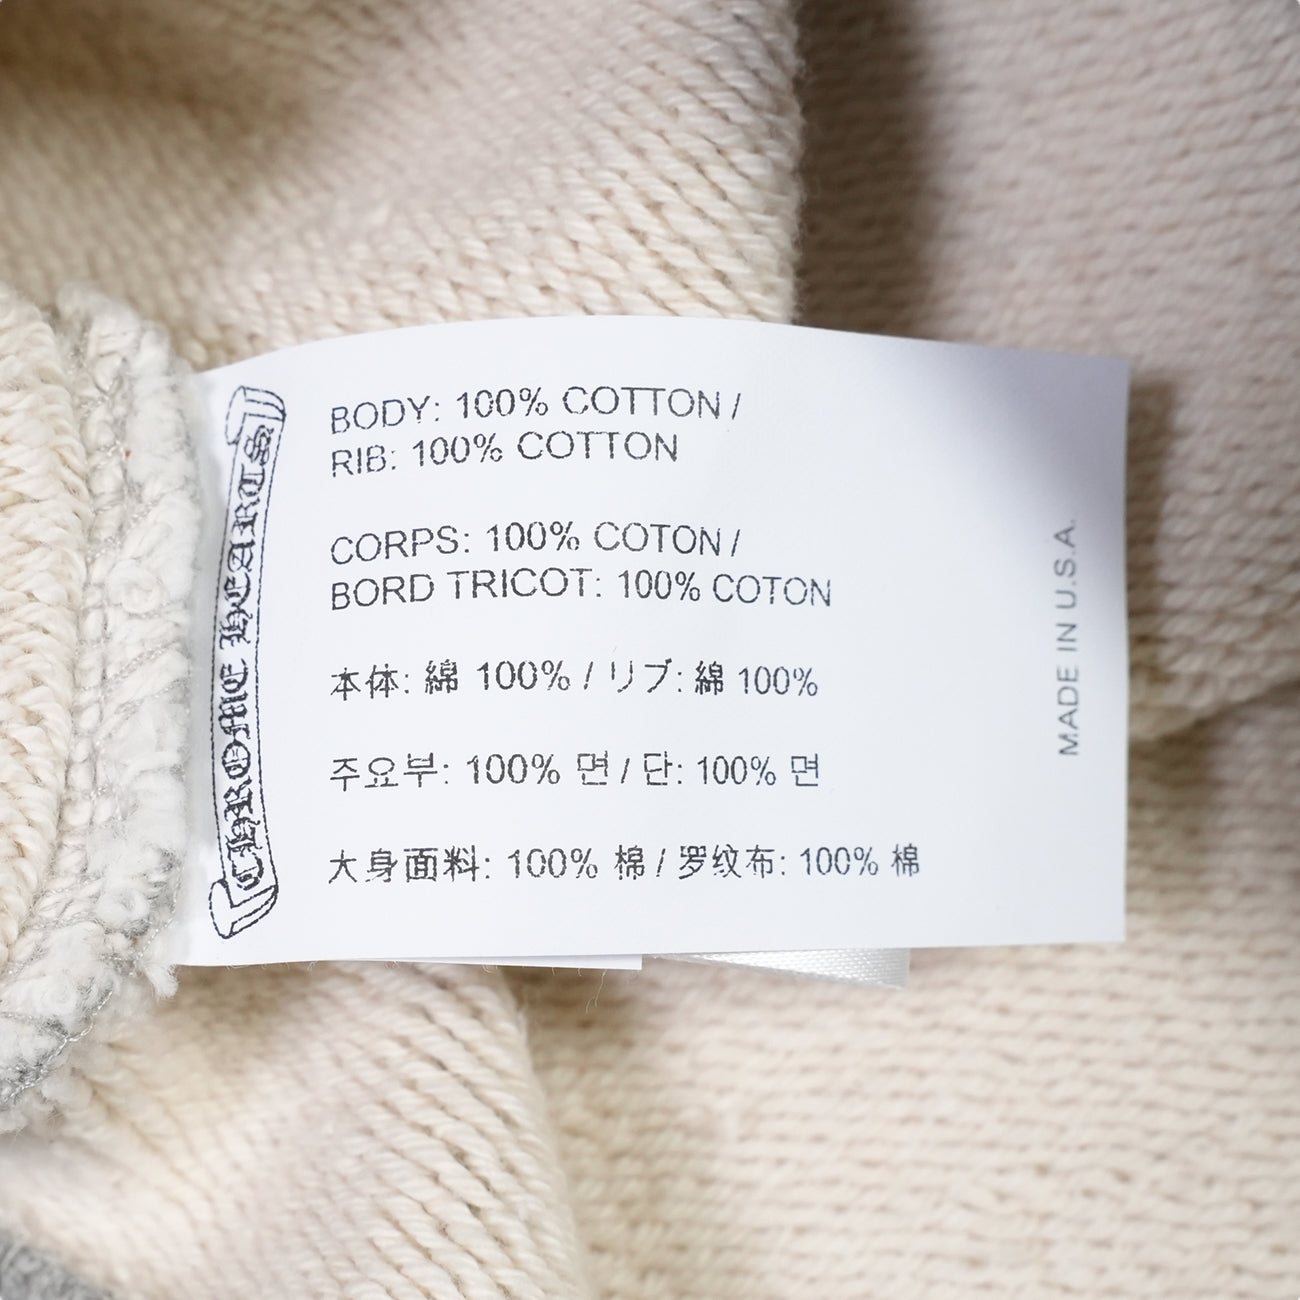 CHROME HEARTS
BODY: 100% COTTON /
RIB: 100% COTTON
CORPS: 100% COTON /
BORD TRICOT: 100% COTON
本体: 綿 100% / リブ: 綿 100%
주요부: 100% 면 / 단: 100% 면
大身面料: 100% 棉 / 罗纹布: 100% 棉
MADE IN U.S.A.